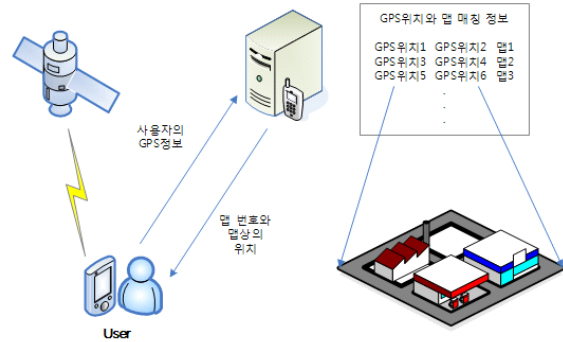 GPS위치와 맵 매칭 정보
GPS위치1 GPS위치2 맵1
GPS위치3 GPS위치4 맵2
GPS위치5 GPS위치6 맵3
.
.
.
사용자의
GPS정보
맵 번호와
맵상의
위치
User